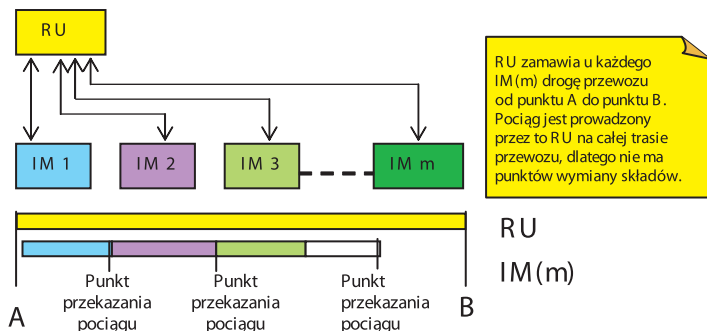 RU
RU zamawia u każdego
IM(m) drogę przewozu
od punktu A do punktu B.
Pociąg jest prowadzony
przez to RU na całej trasie
przewozu, dlatego nie ma
punktów wymiany składów.
IM 1
IM 2
IM 3
IM m
RU
IM(m)
A
Punkt
przekazania
pociągu
Punkt
przekazania
pociągu
Punkt
przekazania
pociągu
B